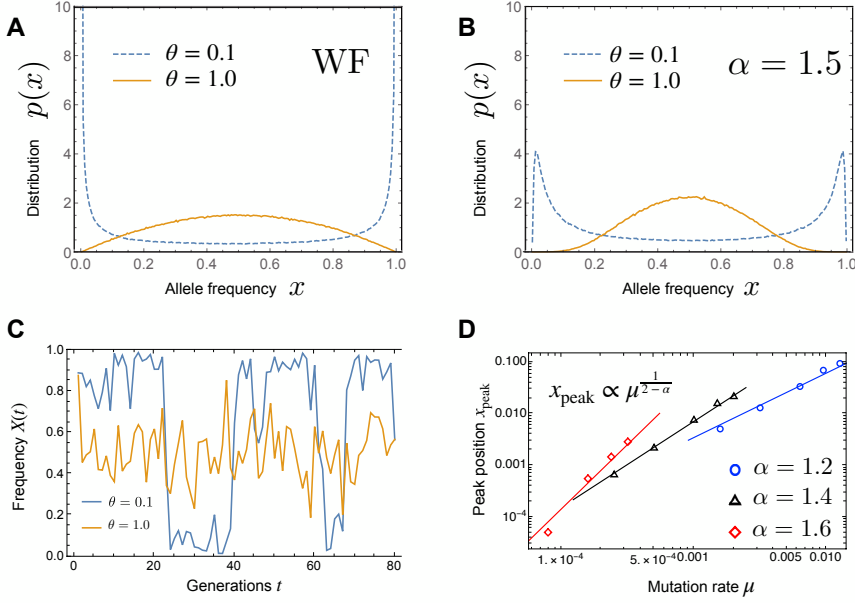 A
10
8
6
4
2
0
θ = 0.1
θ = 1.0
WF
Distribution p(x)
0.0 0.2 0.4 0.6 0.8 1.0
Allele frequency x
B
10
8
6
4
2
0
θ = 0.1
θ = 1.0
α = 1.5
Distribution p(x)
0.0 0.2 0.4 0.6 0.8 1.0
Allele frequency x
C
1.0
0.8
0.6
0.4
0.2
0.0
Frequency X(t)
θ = 0.1
θ = 1.0
0 20 40 60 80
Generations t
D
0.100
0.010
0.001
10⁻⁴
Peak position x_peak
x_peak ∝ μ^(1/(2−α))
α = 1.2
α = 1.4
α = 1.6
1.×10⁻⁴ 5.×10⁻⁴ 0.001 0.005 0.010
Mutation rate μ